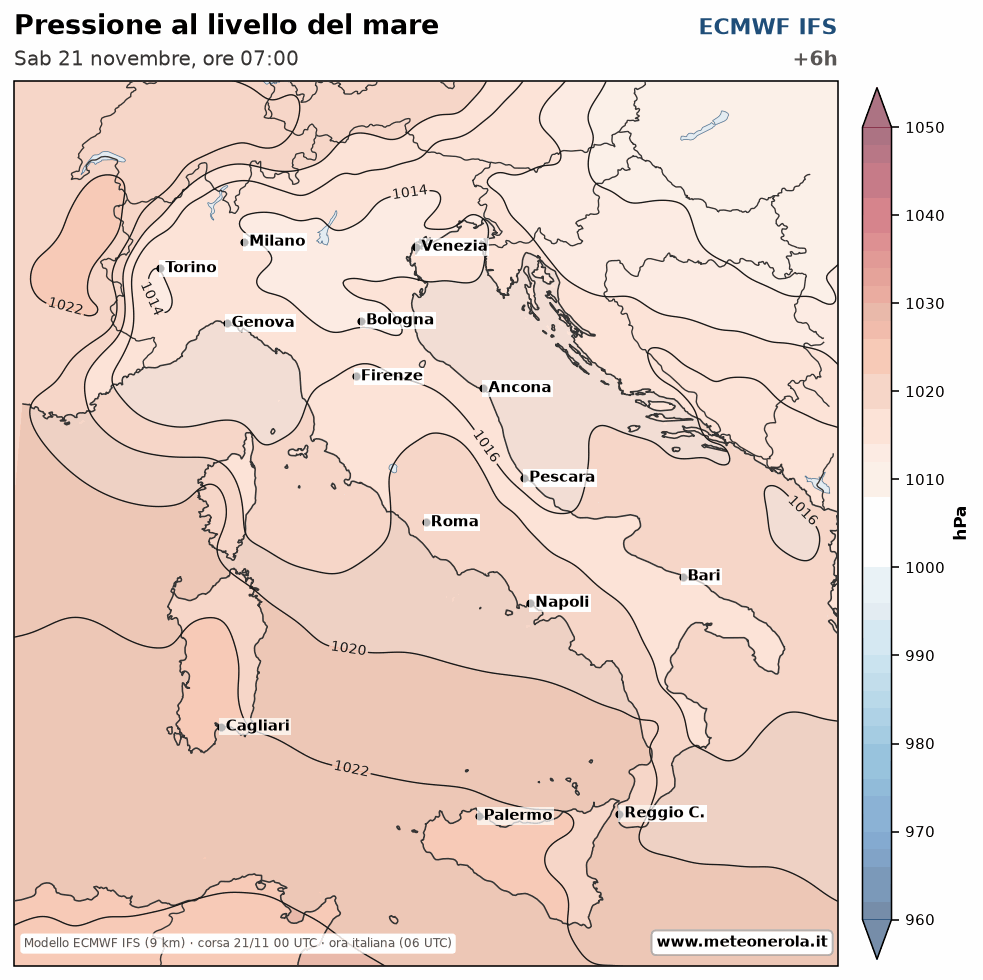 Pressione al livello del mare
ECMWF IFS
Sab 21 novembre, ore 07:00
+6h
1050
1040
1030
1020
1010
1000
990
980
970
960
hPa
1014
Milano
Venezia
Torino
1014
1022
Genova
Bologna
Firenze
Ancona
1016
Pescara
1016
Roma
Bari
Napoli
1020
Cagliari
1022
Palermo
Reggio C.
Modello ECMWF IFS (9 km) · corsa 21/11 00 UTC · ora italiana (06 UTC)
www.meteonerola.it